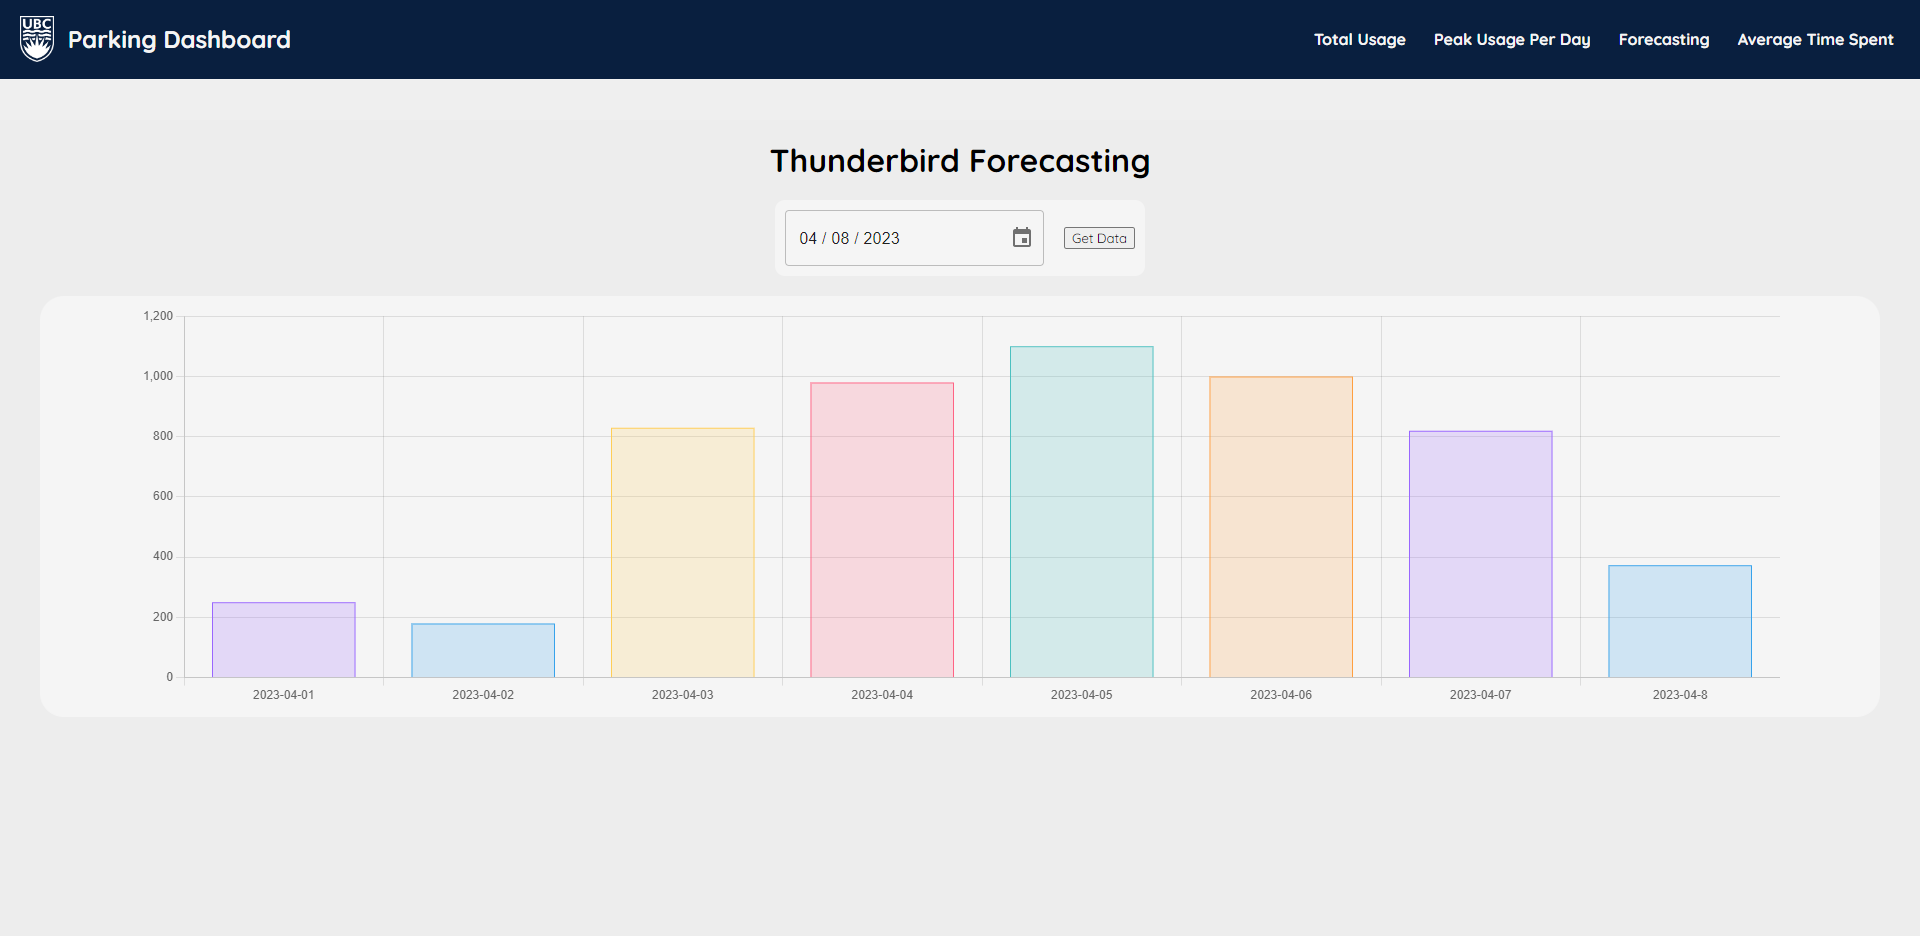 UBC
Parking Dashboard
Total Usage
Peak Usage Per Day
Forecasting
Average Time Spent
Thunderbird Forecasting
04 / 08 / 2023
Get Data
1,200
1,000
800
600
400
200
0
2023-04-01
2023-04-02
2023-04-03
2023-04-04
2023-04-05
2023-04-06
2023-04-07
2023-04-8